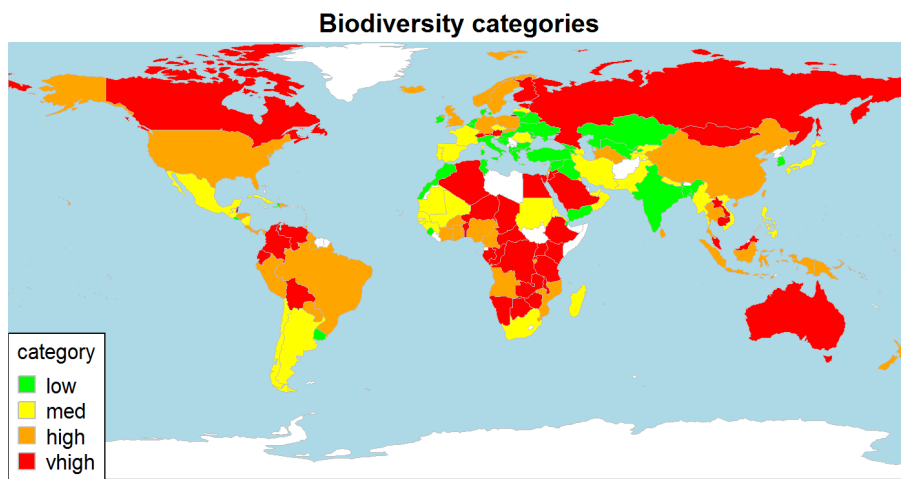 Biodiversity categories
category
low
med
high
vhigh